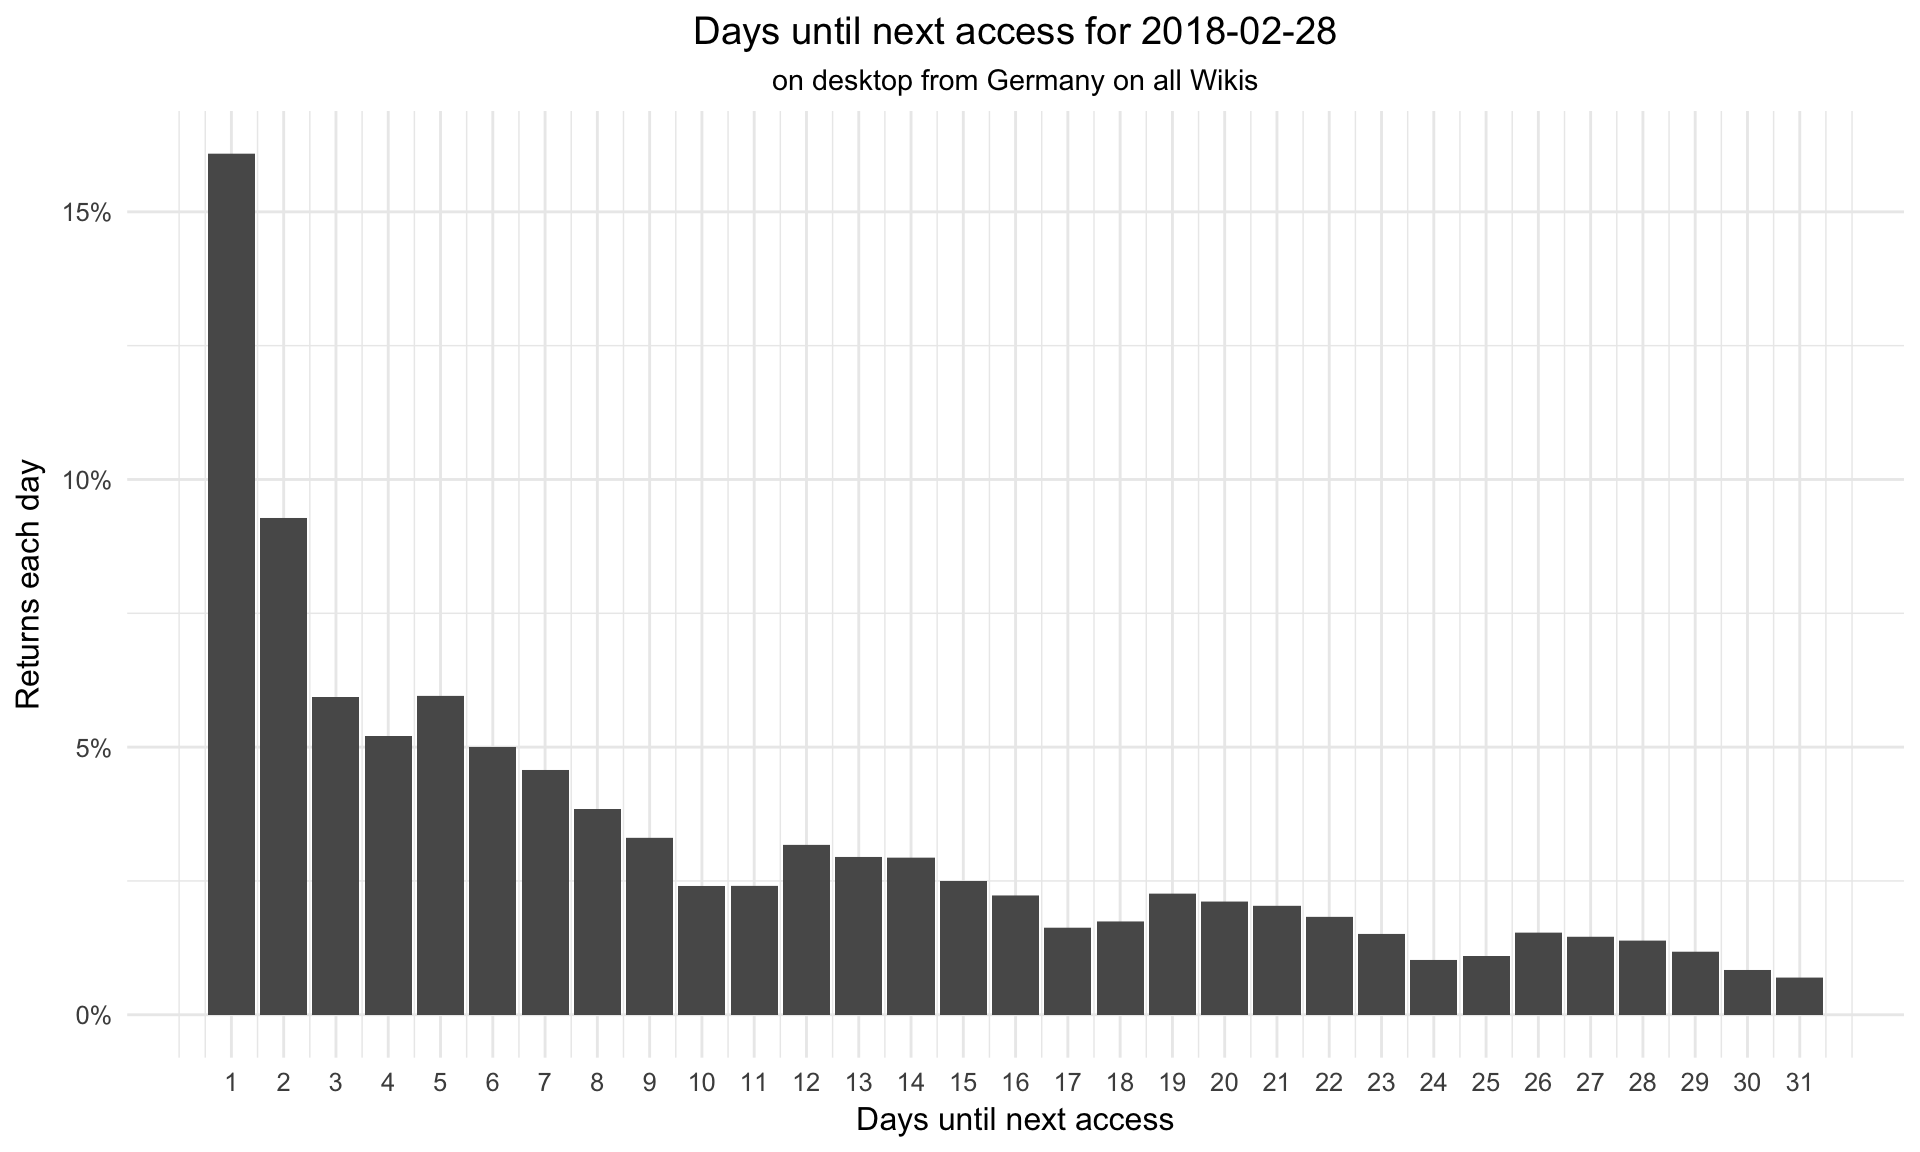 Days until next access for 2018-02-28
on desktop from Germany on all Wikis
Returns each day
15%
10%
5%
0%
1 2 3 4 5 6 7 8 9 10 11 12 13 14 15 16 17 18 19 20 21 22 23 24 25 26 27 28 29 30 31
Days until next access